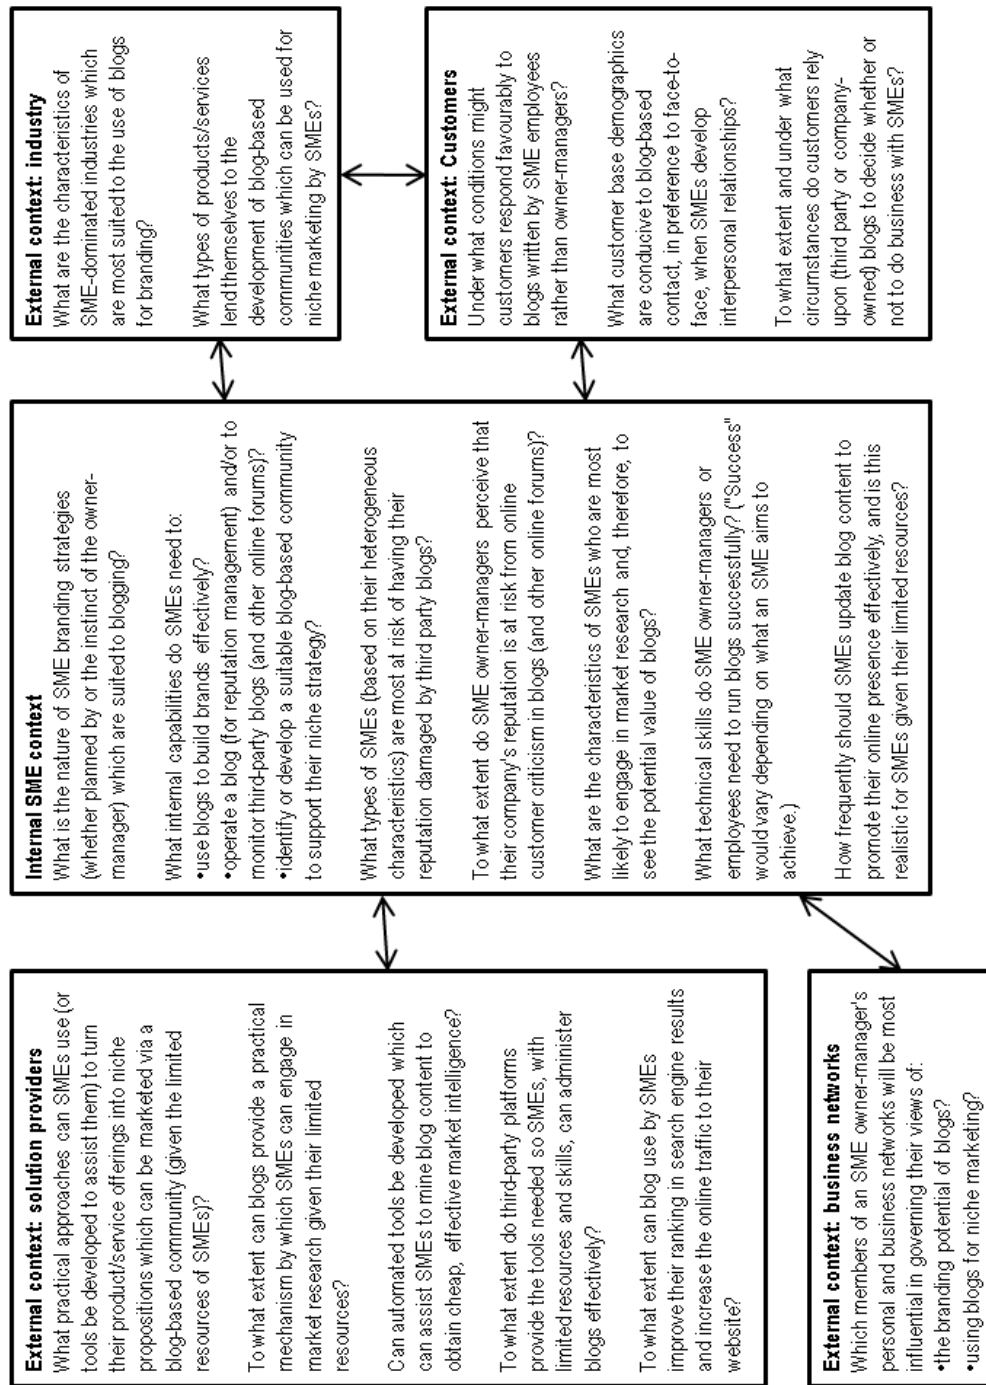 External context: solution providers
What practical approaches can SMEs use (or
tools be developed to assist them) to turn
their product/service offerings into niche
propositions which can be marketed via a
blog-based community (given the limited
resources of SMEs)?
To what extent can blogs provide a practical
mechanism by which SMEs can engage in
market research given their limited
resources?
Can automated tools be developed which
can assist SMEs to mine blog content to
obtain cheap, effective market intelligence?
To what extent do third-party platforms
provide the tools needed so SMEs, with
limited resources and skills, can administer
blogs effectively?
To what extent can blog use by SMEs
improve their ranking in search engine results
and increase the online traffic to their
website?
External context: business networks
Which members of an SME owner-manager's
personal and business networks will be most
influential in governing their views of:
•the branding potential of blogs?
•using blogs for niche marketing?
Internal SME context
What is the nature of SME branding strategies
(whether planned by or the instinct of the owner-
manager) which are suited to blogging?
What internal capabilities do SMEs need to:
•use blogs to build brands effectively?
•operate a blog (for reputation management) and/or to
monitor third-party blogs (and other online forums)?
•identify or develop a suitable blog-based community
to support their niche strategy?
What types of SMEs (based on their heterogeneous
characteristics) are most at risk of having their
reputation damaged by third party blogs?
To what extent do SME owner-managers perceive that
their company's reputation is at risk from online
customer criticism in blogs (and other online forums)?
What are the characteristics of SMEs who are most
likely to engage in market research and, therefore, to
see the potential value of blogs?
What technical skills do SME owner-managers or
employees need to run blogs successfully? ("Success"
would vary depending on what an SME aims to
achieve.)
How frequently should SMEs update blog content to
promote their online presence effectively, and is this
realistic for SMEs given their limited resources?
External context: industry
What are the characteristics of
SME-dominated industries which
are most suited to the use of blogs
for branding?
What types of products/services
lend themselves to the
development of blog-based
communities which can be used for
niche marketing by SMEs?
External context: Customers
Under what conditions might
customers respond favourably to
blogs written by SME employees
rather than owner-managers?
What customer base demographics
are conducive to blog-based
contact, in preference to face-to-
face, when SMEs develop
interpersonal relationships?
To what extent and under what
circumstances do customers rely
upon (third party or company-
owned) blogs to decide whether or
not to do business with SMEs?